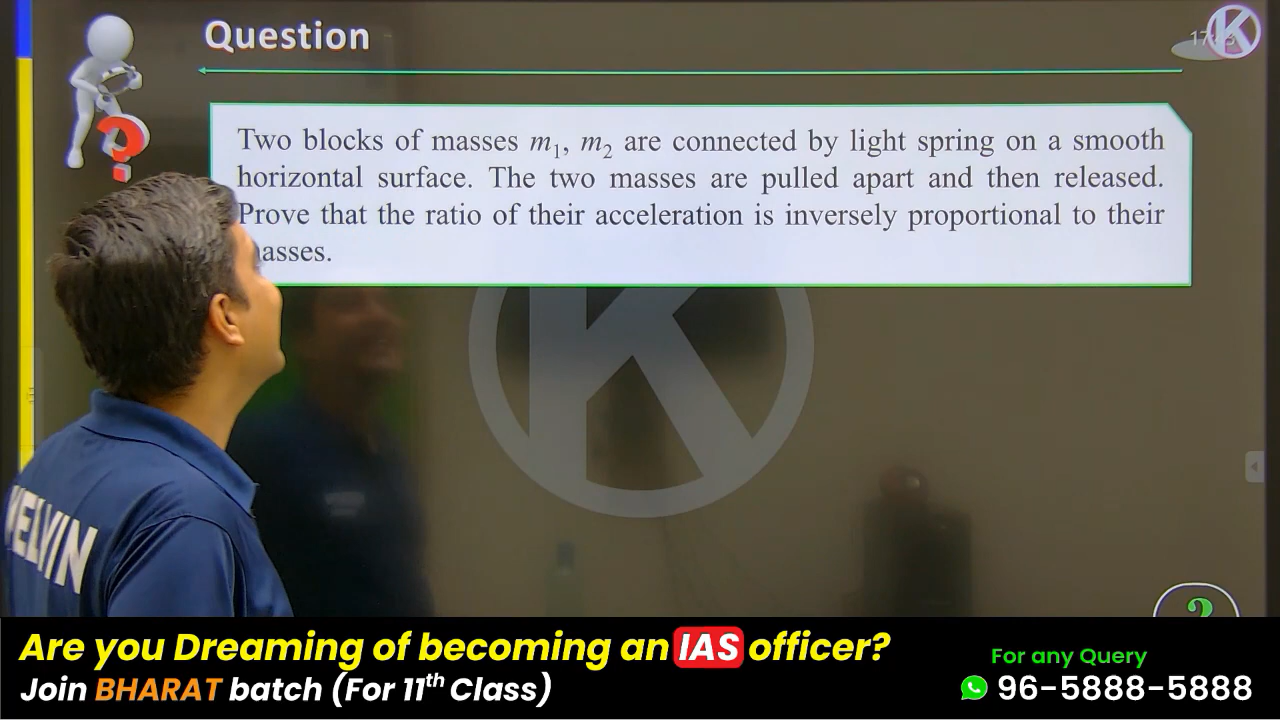 Question
Two blocks of masses m₁, m₂ are connected by light spring on a smooth
horizontal surface. The two masses are pulled apart and then released.
Prove that the ratio of their acceleration is inversely proportional to their
masses.
KELVIN
Are you Dreaming of becoming an IAS officer?
Join BHARAT batch (For 11th Class)
For any Query
96-5888-5888